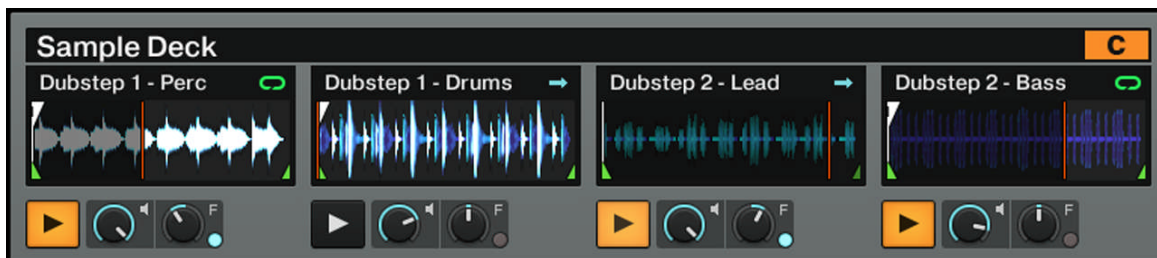 Sample Deck
C
Dubstep 1 - Perc
Dubstep 1 - Drums
Dubstep 2 - Lead
Dubstep 2 - Bass
F
F
F
F